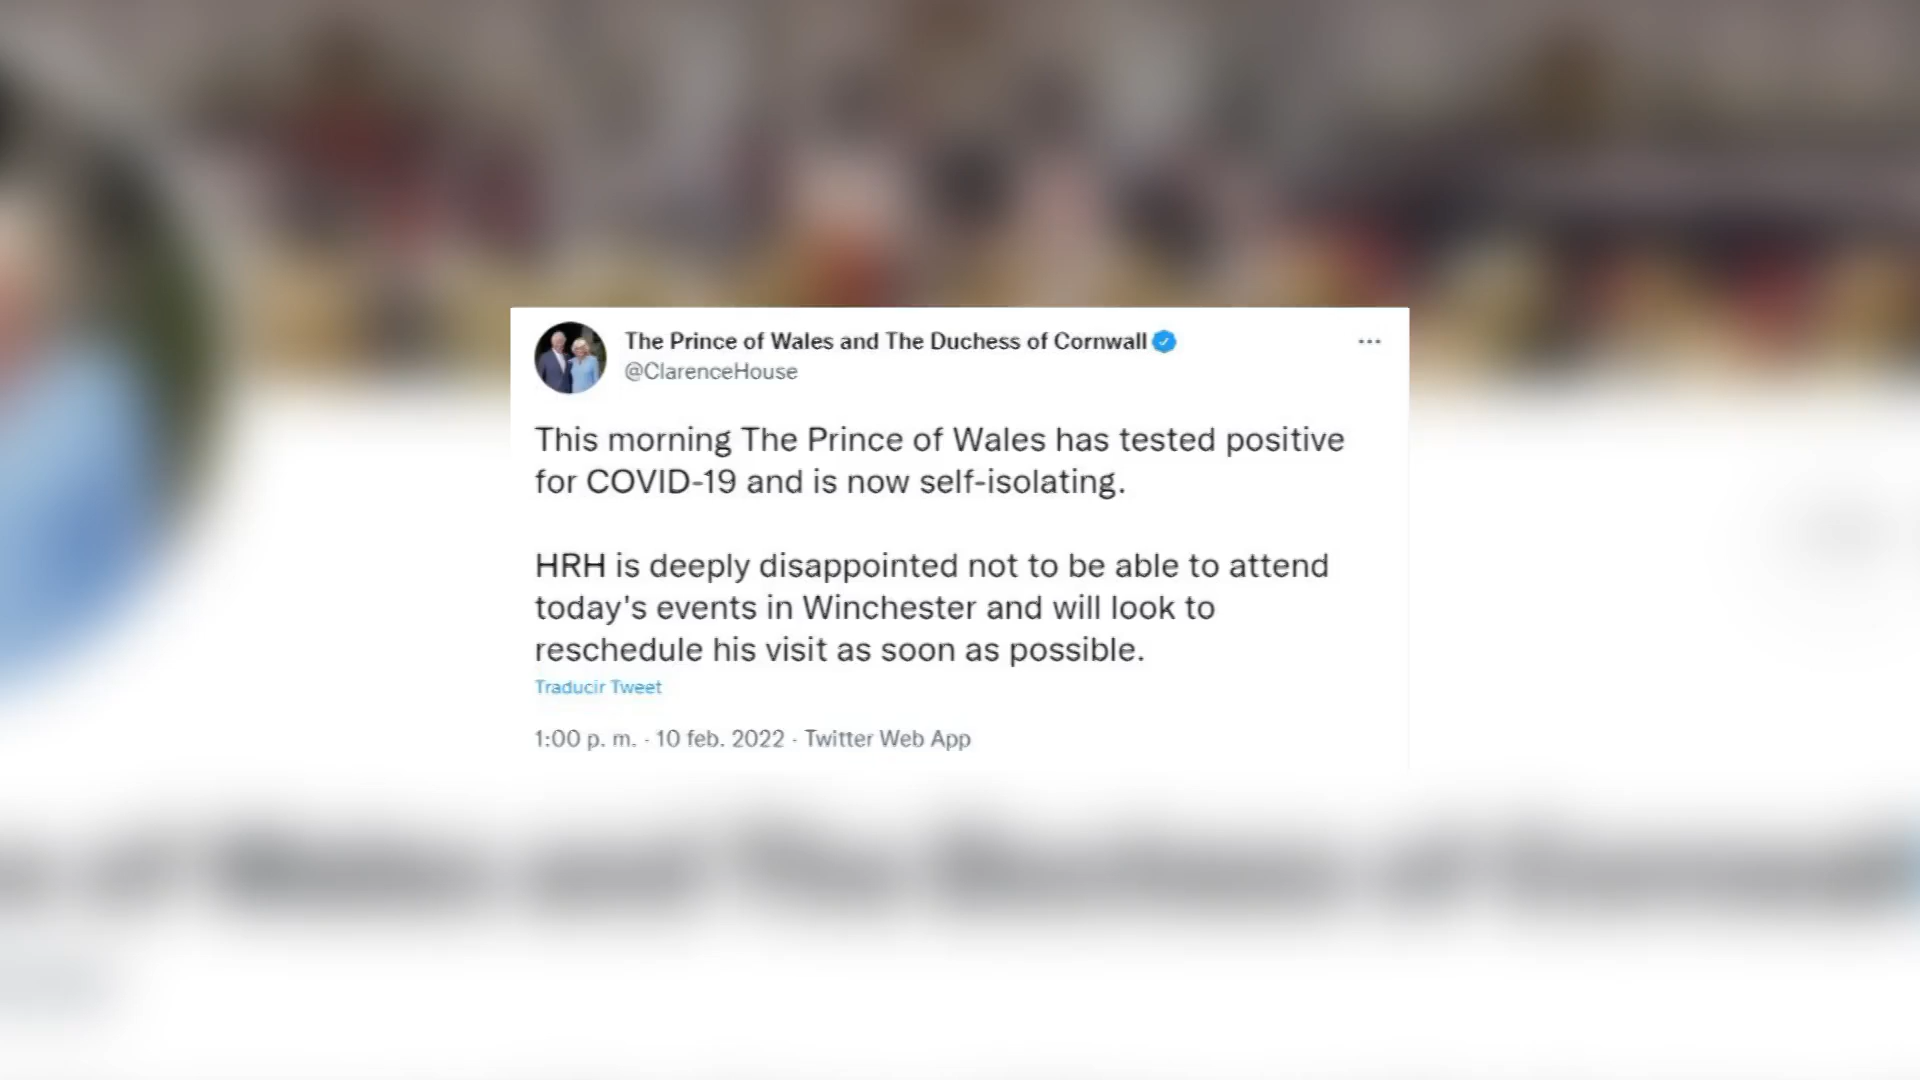 The Prince of Wales and The Duchess of Cornwall
@ClarenceHouse
This morning The Prince of Wales has tested positive
for COVID-19 and is now self-isolating.
HRH is deeply disappointed not to be able to attend
today's events in Winchester and will look to
reschedule his visit as soon as possible.
Traducir Tweet
1:00 p. m. · 10 feb. 2022 · Twitter Web App